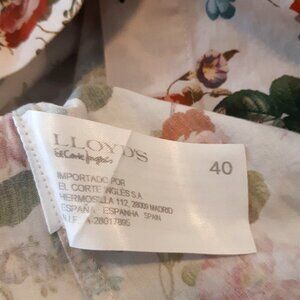 LLOYD'S
El Corte Inglés
40
IMPORTADO POR
EL CORTE INGLES S.A
HERMOSILLA 112, 28009 MADRID
ESPAÑA - ESPANHA SPAIN
A-28017895